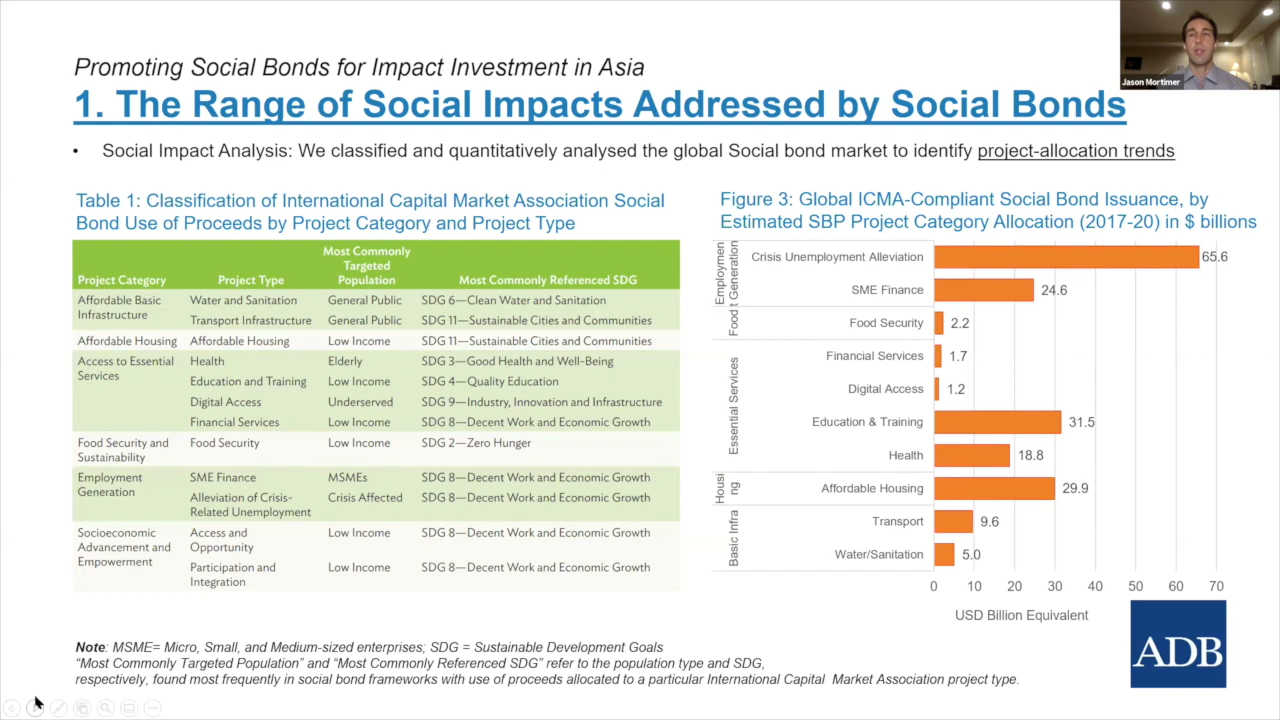 Jason Mortimer
Promoting Social Bonds for Impact Investment in Asia
1. The Range of Social Impacts Addressed by Social Bonds
• Social Impact Analysis: We classified and quantitatively analysed the global Social bond market to identify project-allocation trends
Table 1: Classification of International Capital Market Association Social
Bond Use of Proceeds by Project Category and Project Type
Project Category Project Type Most Commonly Targeted Population Most Commonly Referenced SDG
Affordable Basic Infrastructure Water and Sanitation General Public SDG 6—Clean Water and Sanitation
Transport Infrastructure General Public SDG 11—Sustainable Cities and Communities
Affordable Housing Affordable Housing Low Income SDG 11—Sustainable Cities and Communities
Access to Essential Services Health Elderly SDG 3—Good Health and Well-Being
Education and Training Low Income SDG 4—Quality Education
Digital Access Underserved SDG 9—Industry, Innovation and Infrastructure
Financial Services Low Income SDG 8—Decent Work and Economic Growth
Food Security and Sustainability Food Security Low Income SDG 2—Zero Hunger
Employment Generation SME Finance MSMEs SDG 8—Decent Work and Economic Growth
Alleviation of Crisis-Related Unemployment Crisis Affected SDG 8—Decent Work and Economic Growth
Socioeconomic Advancement and Empowerment Access and Opportunity Low Income SDG 8—Decent Work and Economic Growth
Participation and Integration Low Income SDG 8—Decent Work and Economic Growth
Figure 3: Global ICMA-Compliant Social Bond Issuance, by
Estimated SBP Project Category Allocation (2017-20) in $ billions
Employmen
t Generation
Crisis Unemployment Alleviation 65.6
SME Finance 24.6
Food
Food Security 2.2
Essential Services
Financial Services 1.7
Digital Access 1.2
Education & Training 31.5
Health 18.8
Housi
ng
Affordable Housing 29.9
Basic Infra
Transport 9.6
Water/Sanitation 5.0
0 10 20 30 40 50 60 70
USD Billion Equivalent
ADB
Note: MSME= Micro, Small, and Medium-sized enterprises; SDG = Sustainable Development Goals
“Most Commonly Targeted Population” and “Most Commonly Referenced SDG” refer to the population type and SDG,
respectively, found most frequently in social bond frameworks with use of proceeds allocated to a particular International Capital Market Association project type.